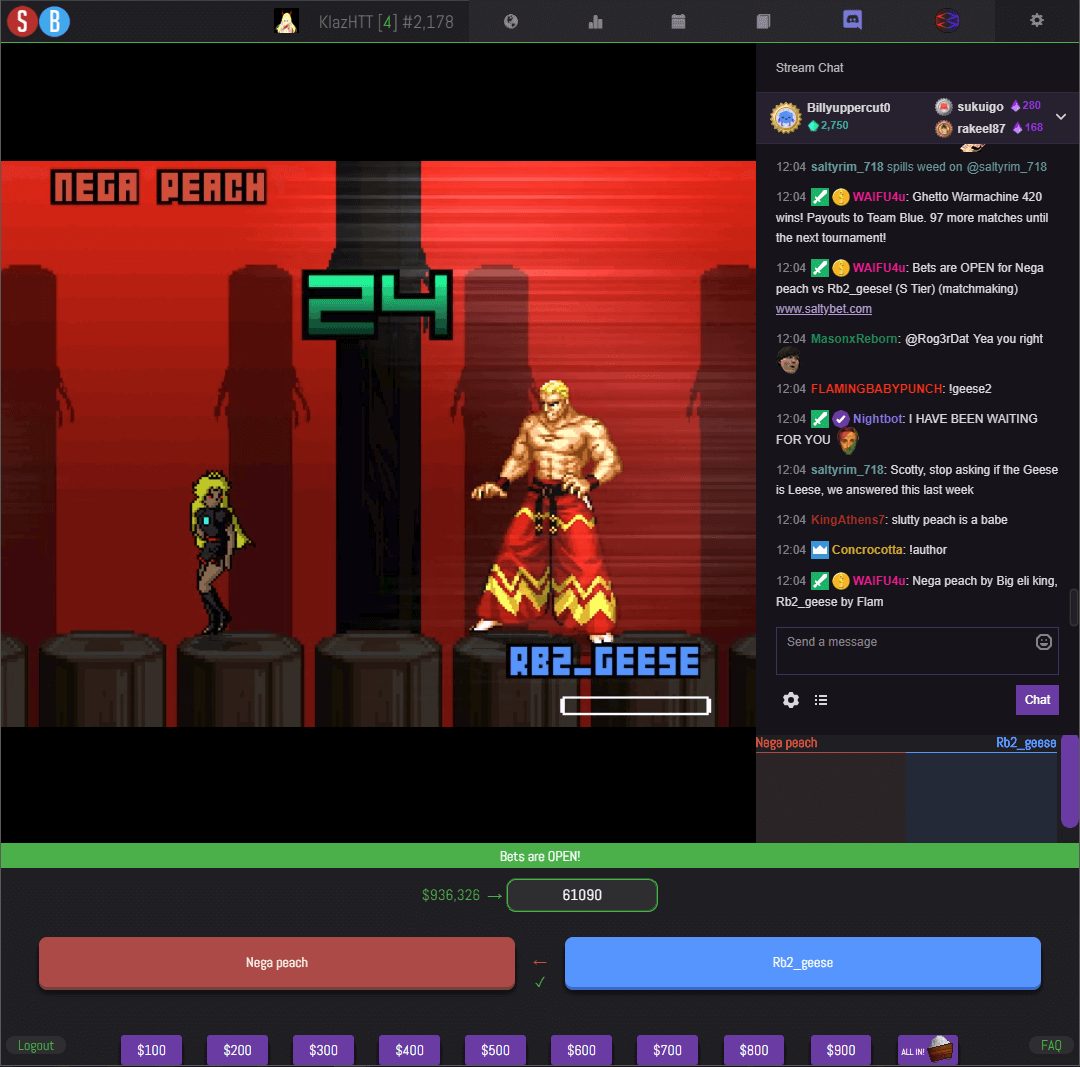 S B KlazHTT [4] #2,178
Stream Chat
Billyuppercut0
2,750
sukuigo 280
rakeel87 168
12:04 saltyrim_718 spills weed on @saltyrim_718
12:04 WAIFU4u: Ghetto Warmachine 420
wins! Payouts to Team Blue. 97 more matches until
the next tournament!
12:04 WAIFU4u: Bets are OPEN for Nega
peach vs Rb2_geese! (S Tier) (matchmaking)
www.saltybet.com
12:04 MasonxReborn: @Rog3rDat Yea you right
12:04 FLAMINGBABYPUNCH: !geese2
12:04 Nightbot: I HAVE BEEN WAITING
FOR YOU
12:04 saltyrim_718: Scotty, stop asking if the Geese
is Leese, we answered this last week
12:04 KingAthens7: slutty peach is a babe
12:04 Concrocotta: !author
12:04 WAIFU4u: Nega peach by Big eli king,
Rb2_geese by Flam
Send a message
Chat
NEGA PEACH
24
RB2_GEESE
Nega peach Rb2_geese
Bets are OPEN!
$936,326 → 61090
Nega peach ← Rb2_geese
✓
Logout $100 $200 $300 $400 $500 $600 $700 $800 $900 ALL IN! FAQ